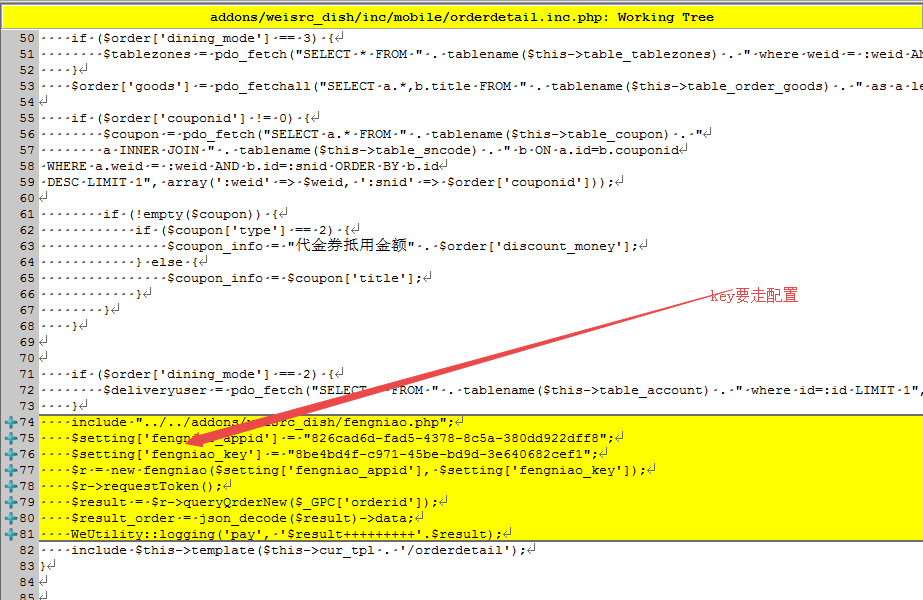 addons/weisrc_dish/inc/mobile/orderdetail.inc.php: Working Tree
50 if ($order['dining_mode'] == 3) {
51 $tablezones = pdo_fetch("SELECT * FROM " . tablename($this->table_tablezones) . " where weid = :weid AN
52 }
53 $order['goods'] = pdo_fetchall("SELECT a.*,b.title FROM " . tablename($this->table_order_goods) . " as a le
54
55 if ($order['couponid'] != 0) {
56 $coupon = pdo_fetch("SELECT a.* FROM " . tablename($this->table_coupon) . "
57 a INNER JOIN " . tablename($this->table_sncode) . " b ON a.id=b.couponid
58 WHERE a.weid = :weid AND b.id=:snid ORDER BY b.id
59 DESC LIMIT 1", array(':weid' => $weid, ':snid' => $order['couponid']));
60
61 if (!empty($coupon)) {
62 if ($coupon['type'] == 2) {
63 $coupon_info = "代金券抵用金额" . $order['discount_money'];
64 } else {
65 $coupon_info = $coupon['title'];
66 }
67 }
68 }
69
70
key要走配置
71 if ($order['dining_mode'] == 2) {
72 $deliveryuser = pdo_fetch("SELECT FROM " . tablename($this->table_account) . " where id=:id LIMIT 1",
73 }
74 include "../../addons/weisrc_dish/fengniao.php";
75 $setting['fengniao_appid'] = "826cad6d-fad5-4378-8c5a-380dd922dff8";
76 $setting['fengniao_key'] = "8be4bd4f-c971-45be-bd9d-3e640682cef1";
77 $r = new fengniao($setting['fengniao_appid'], $setting['fengniao_key']);
78 $r->requestToken();
79 $result = $r->queryQrderNew($_GPC['orderid']);
80 $result_order = json_decode($result)->data;
81 WeUtility::logging('pay', '$result+++++++++'.$result);
82 include $this->template($this->cur_tpl . '/orderdetail');
83 }
84
85